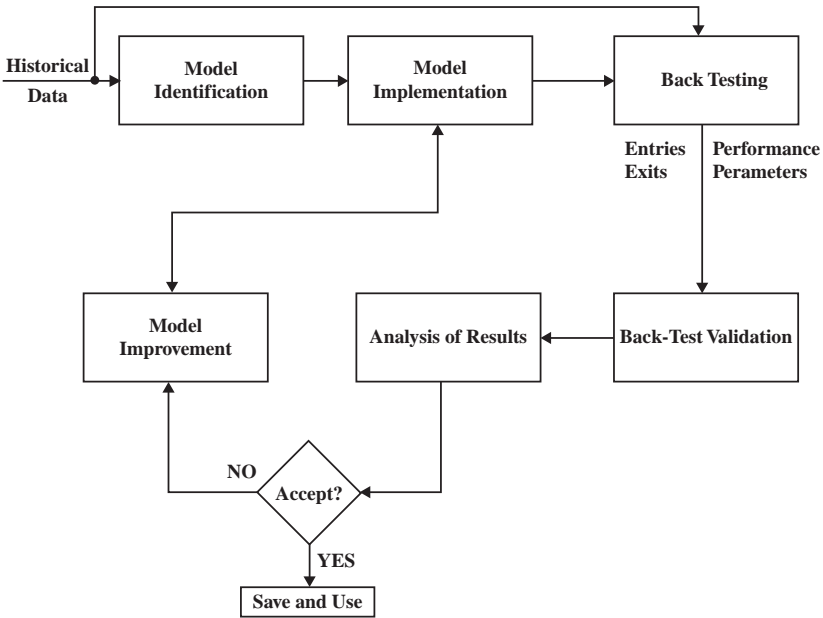 Historical
Data
Model
Identification
Model
Implementation
Back Testing
Entries
Exits
Performance
Perameters
Model
Improvement
Analysis of Results
Back-Test Validation
NO
Accept?
YES
Save and Use